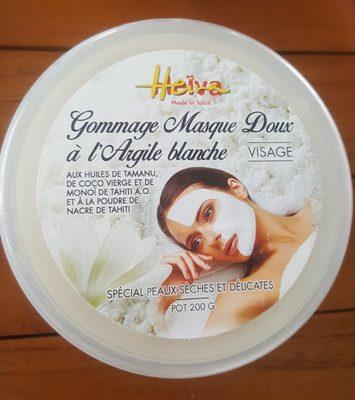 Heiva
Made in Tahiti
Gommage Masque Doux
à l'Argile blanche
VISAGE
AUX HUILES DE TAMANU,
DE COCO VIERGE ET DE
MONOÏ DE TAHITI A.O.
ET À LA POUDRE DE
NACRE DE TAHITI
SPÉCIAL PEAUX SÈCHES ET DÉLICATES
POT 200 G